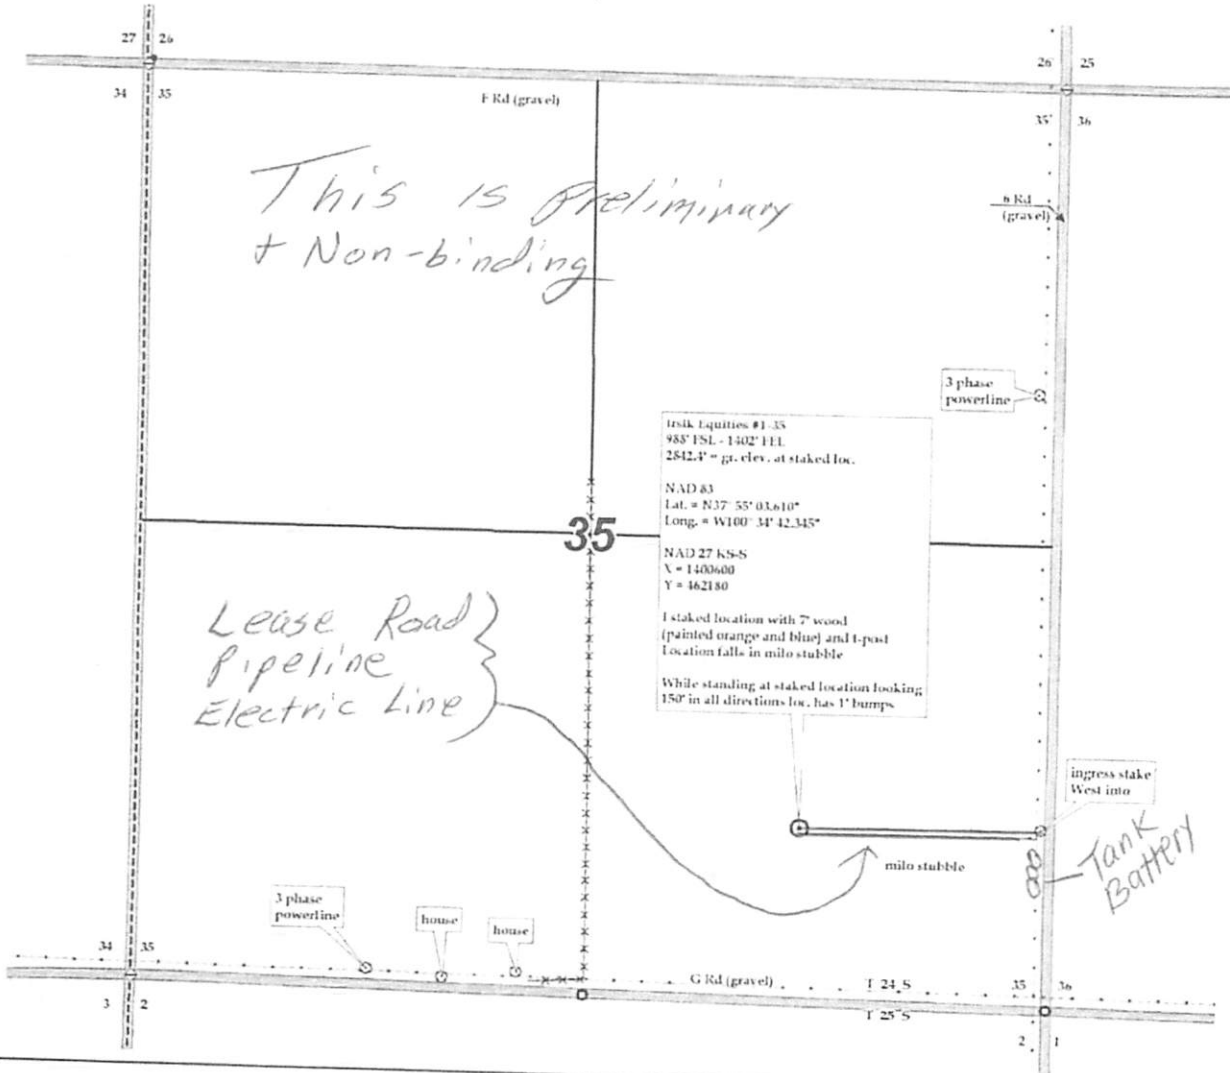 27 26
26 25
34 35
F Rd (gravel)
35 36
This is Preliminary
& Non-binding
6 Rd
(gravel)
3 phase
powerline
Irsik Equities #1-35
988' FSL - 1402' FEL
2842.4' = gr. elev. at staked loc.
NAD 83
Lat. = N37° 55' 03.610"
Long. = W100° 34' 42.345"
NAD 27 KS-S
X = 1400600
Y = 462180
I staked location with 7' wood
(painted orange and blue) and t-post
Location falls in milo stubble
While standing at staked location looking
150' in all directions loc. has 1' bumps
35
Lease Road
Pipeline
Electric Line
ingress stake
West into
milo stubble
Tank
Battery
3 phase
powerline
house
house
34 35
G Rd (gravel)
T 24 S
35 36
3 2
T 25 S
2 1